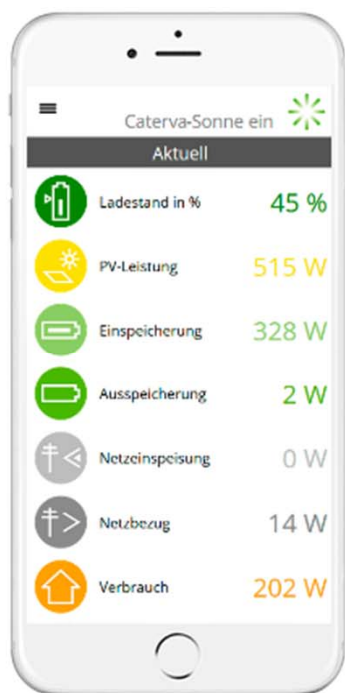 Caterva-Sonne ein
Aktuell
Ladestand in % 45 %
PV-Leistung 515 W
Einspeicherung 328 W
Ausspeicherung 2 W
Netzeinspeisung 0 W
Netzbezug 14 W
Verbrauch 202 W